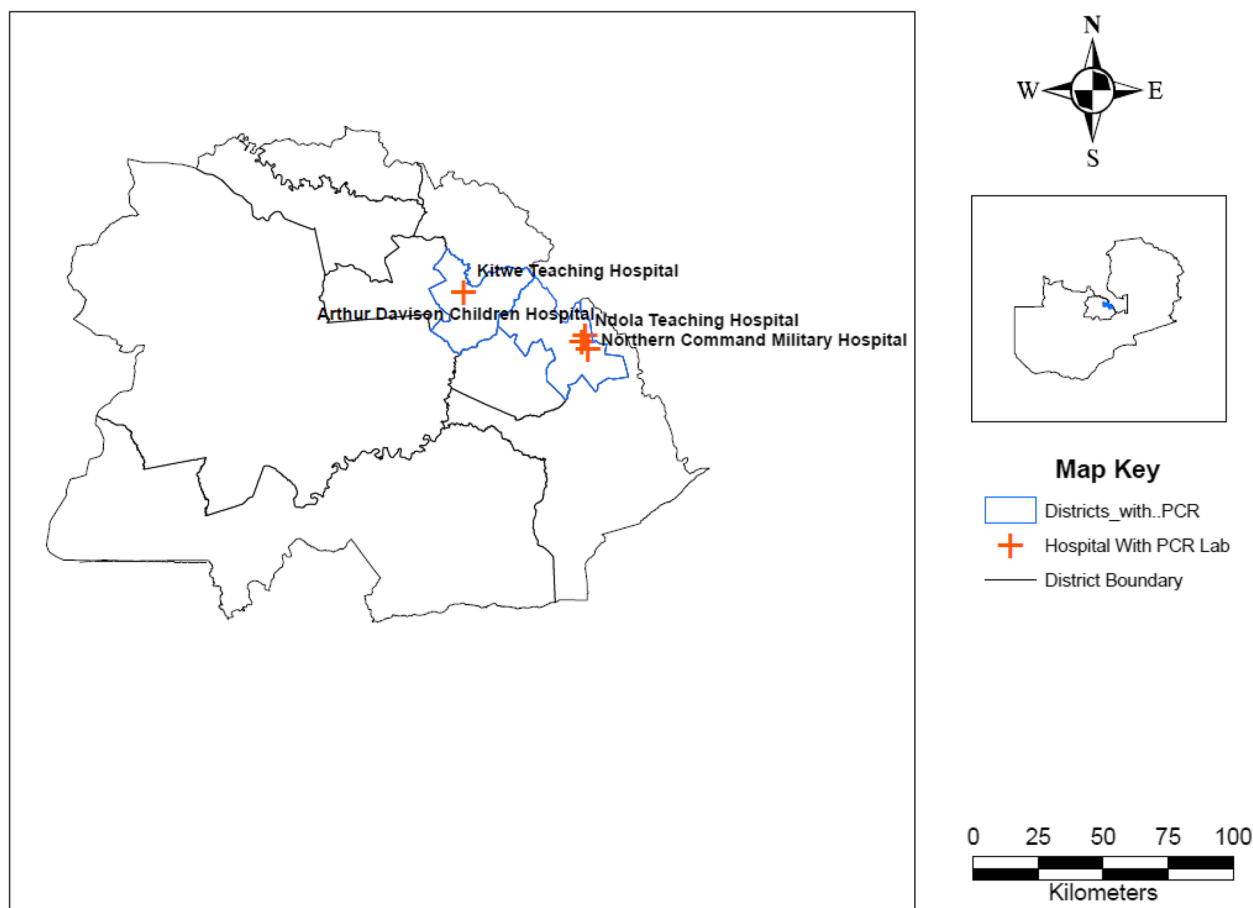 N
W
E
S
Kitwe Teaching Hospital
Arthur Davison Children Hospital
Ndola Teaching Hospital
Northern Command Military Hospital
Map Key
Districts_with..PCR
Hospital With PCR Lab
District Boundary
0 25 50 75 100
Kilometers